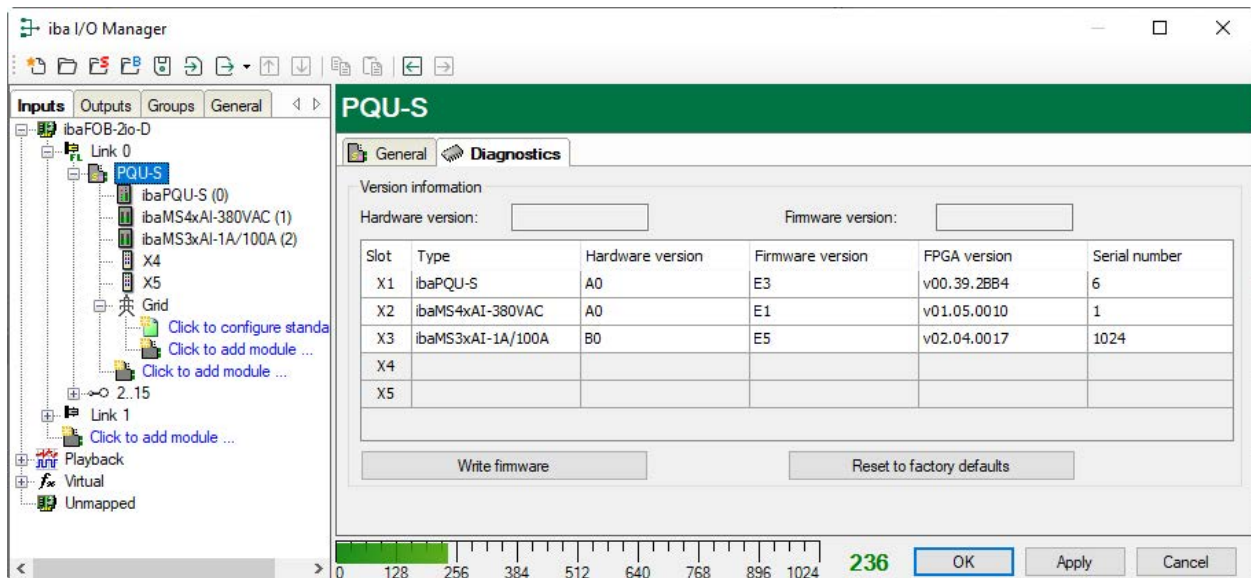 iba I/O Manager
Inputs Outputs Groups General
ibaFOB-2io-D
Link 0
PQU-S
ibaPQU-S (0)
ibaMS4xAI-380VAC (1)
ibaMS3xAI-1A/100A (2)
X4
X5
Grid
Click to configure standa
Click to add module ...
Click to add module ...
2..15
Link 1
Click to add module ...
Playback
Virtual
Unmapped
PQU-S
General Diagnostics
Version information
Hardware version: Firmware version:
Slot Type Hardware version Firmware version FPGA version Serial number
X1 ibaPQU-S A0 E3 v00.39.2BB4 6
X2 ibaMS4xAI-380VAC A0 E1 v01.05.0010 1
X3 ibaMS3xAI-1A/100A B0 E5 v02.04.0017 1024
X4
X5
Write firmware Reset to factory defaults
0 128 256 384 512 640 768 896 1024 236 OK Apply Cancel